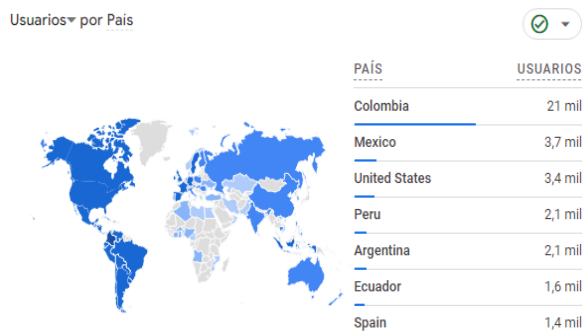 Usuarios por País
PAÍS USUARIOS
Colombia 21 mil
Mexico 3,7 mil
United States 3,4 mil
Peru 2,1 mil
Argentina 2,1 mil
Ecuador 1,6 mil
Spain 1,4 mil